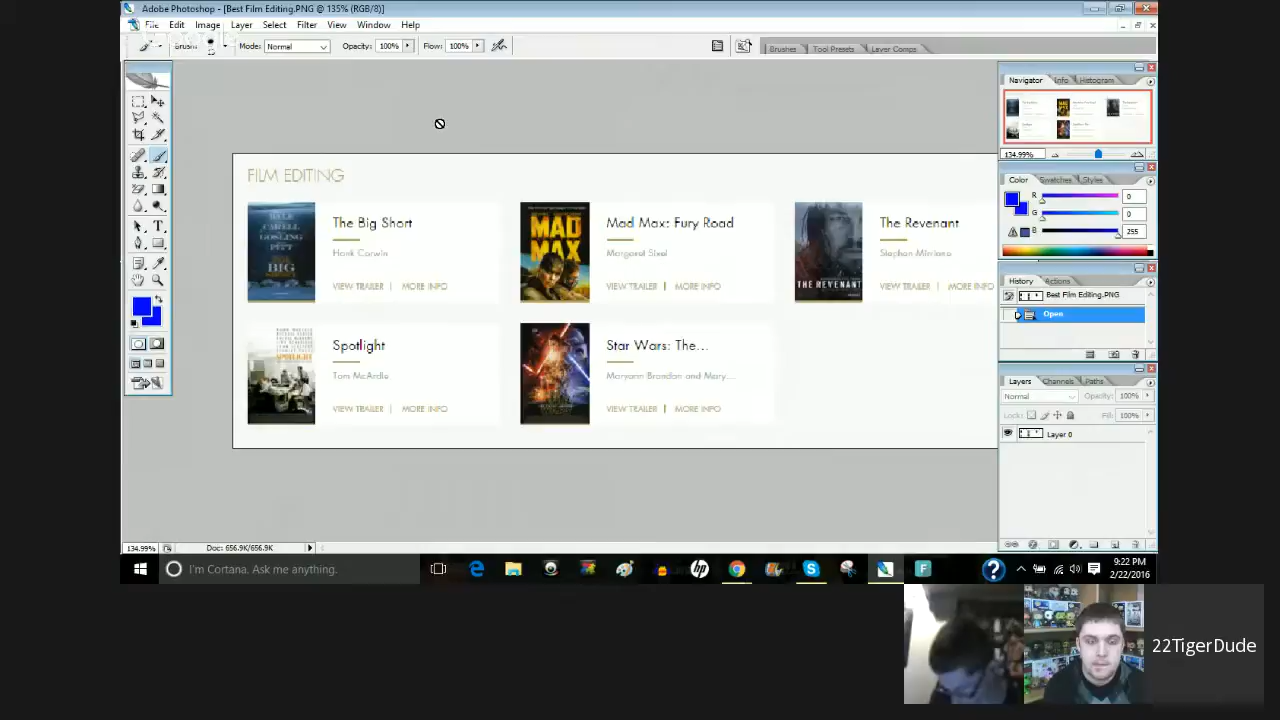 Adobe Photoshop - [Best Film Editing.PNG @ 135% (RGB/8)]
File Edit Image Layer Select Filter View Window Help
Brush: Mode: Normal Opacity: 100% Flow: 100% Brushes Tool Presets Layer Comps
Navigator Info Histogram
134.99%
Color Swatches Styles
R 0
G 0
B 255
History Actions
Best Film Editing.PNG
Open
Layers Channels Paths
Normal Opacity: 100%
Lock: Fill: 100%
Layer 0
FILM EDITING
The Big Short
Hank Corwin
VIEW TRAILER | MORE INFO
BIG
Mad Max: Fury Road
Margaret Sixel
VIEW TRAILER | MORE INFO
MAD
MAX
The Revenant
Stephen Mirrione
VIEW TRAILER | MORE INFO
THE REVENANT
Spotlight
Tom McArdle
VIEW TRAILER | MORE INFO
SPOTLIGHT
Star Wars: The...
Maryann Brandon and Mary...
VIEW TRAILER | MORE INFO
134.99% Doc: 656.9K/656.9K
I'm Cortana. Ask me anything.
9:22 PM
2/22/2016
22TigerDude